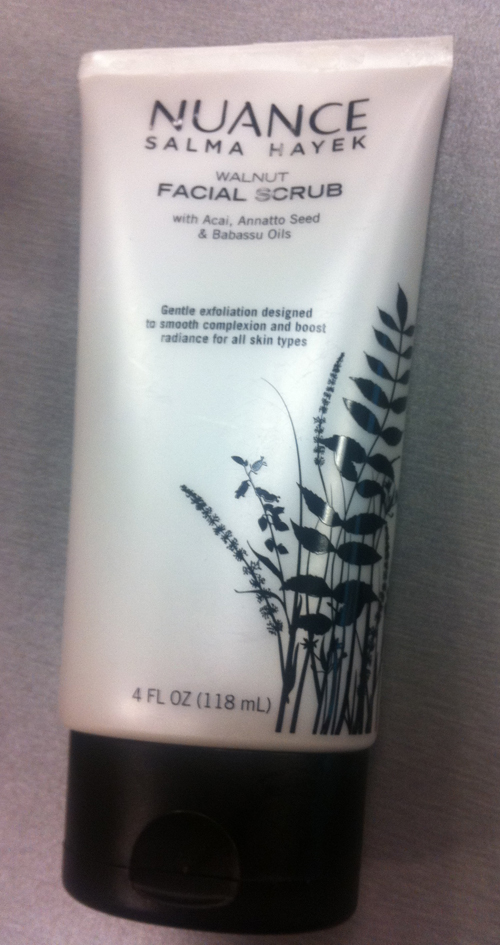 NUANCE
SALMA HAYEK
WALNUT
FACIAL SCRUB
with Acai, Annatto Seed
& Babassu Oils
Gentle exfoliation designed
to smooth complexion and boost
radiance for all skin types
4 FL OZ (118 mL)